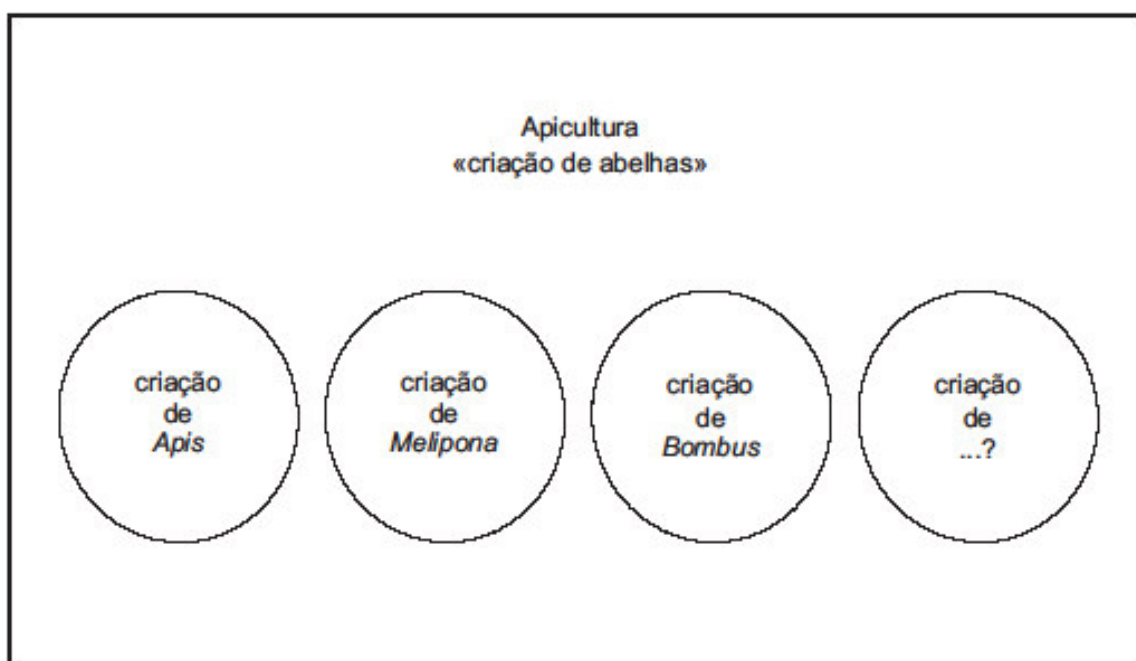 Apicultura
«criação de abelhas»
criação
de
Apis
criação
de
Melipona
criação
de
Bombus
criação
de
...?